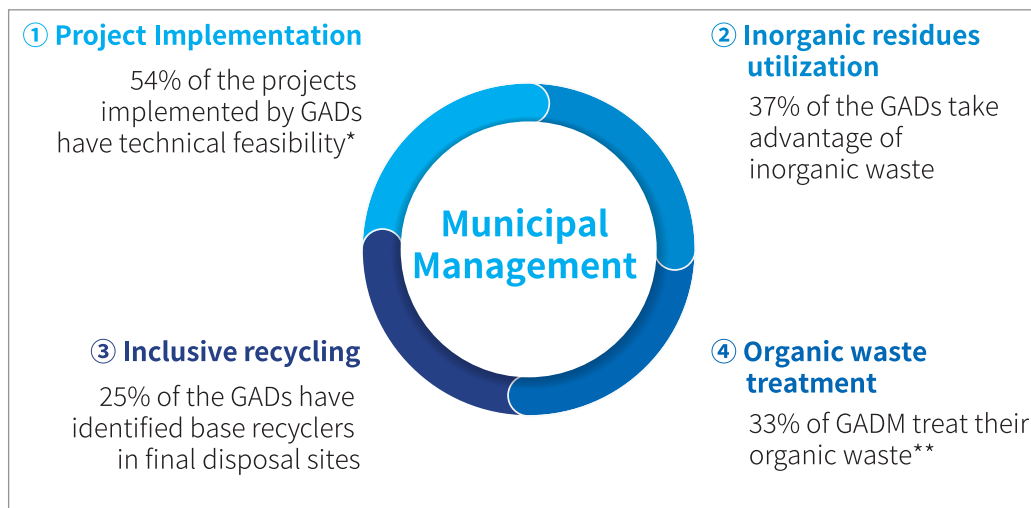 ① Project Implementation
54% of the projects
implemented by GADs
have technical feasibility*
② Inorganic residues
utilization
37% of the GADs take
advantage of
inorganic waste
Municipal
Management
③ Inclusive recycling
25% of the GADs have
identified base recyclers
in final disposal sites
④ Organic waste
treatment
33% of GADM treat their
organic waste**